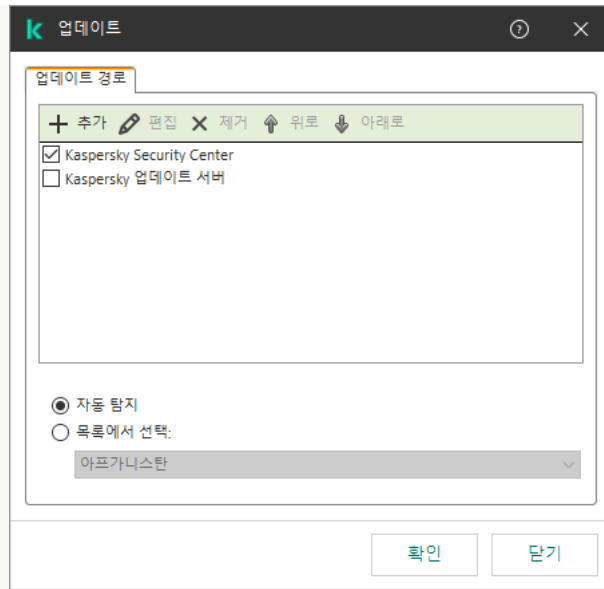 업데이트
업데이트 경로
추가 편집 제거 위로 아래로
Kaspersky Security Center
Kaspersky 업데이트 서버
자동 탐지
목록에서 선택:
아프가니스탄
확인 닫기